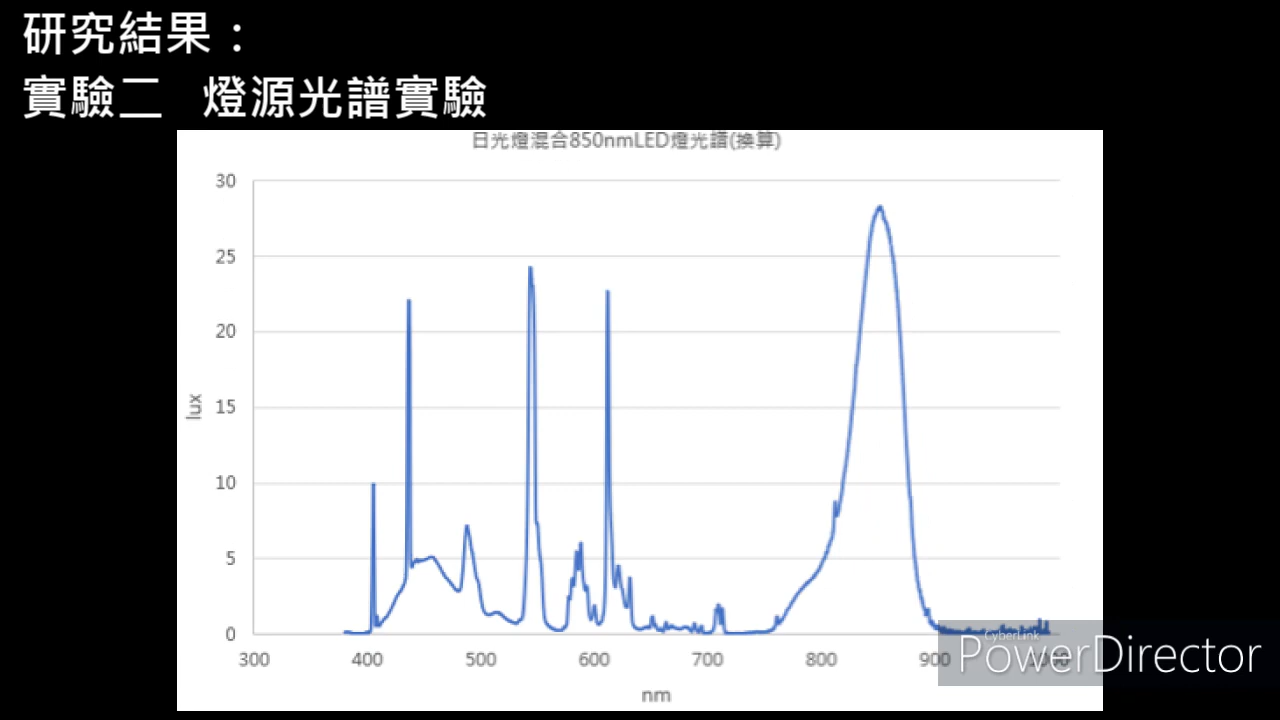 研究結果：
實驗二 燈源光譜實驗
日光燈混合850nmLED燈光譜(換算)
30
25
20
15
10
5
0
lux
300 400 500 600 700 800 900 1000
nm
CyberLink
PowerDirector